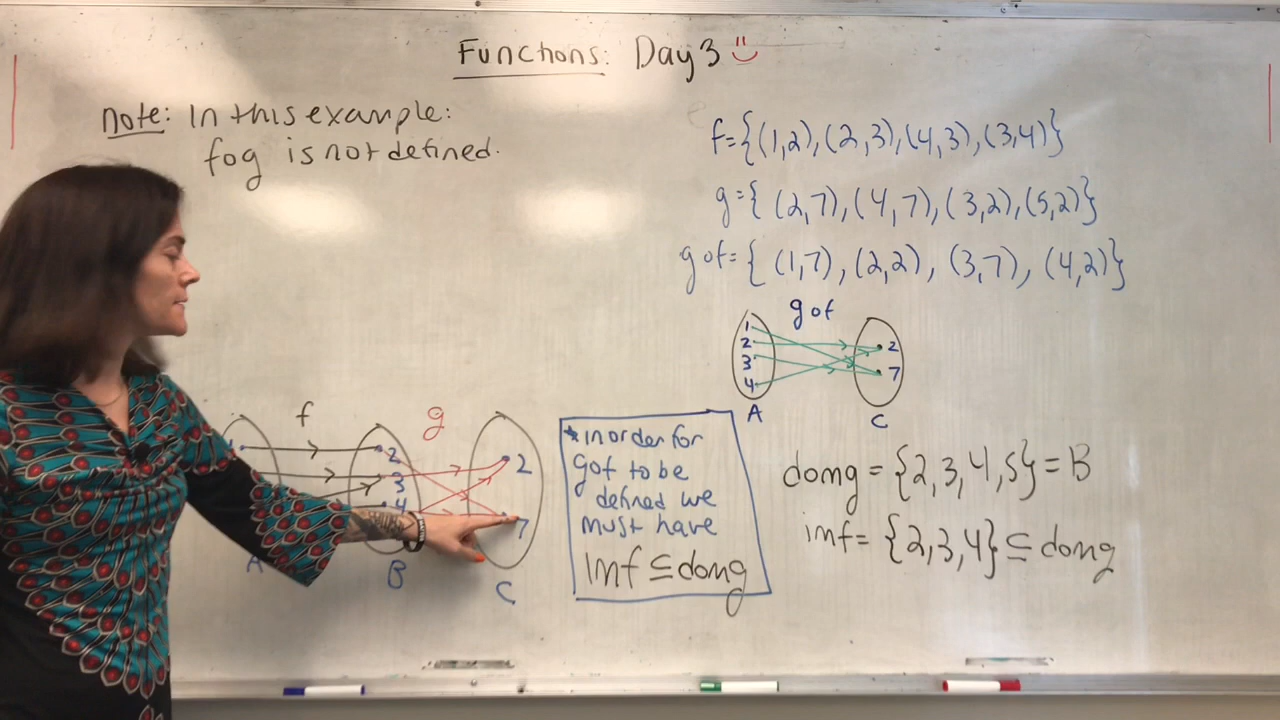 Functions: Day 3
note: In this example:
fog is not defined.
f={(1,2),(2,3),(4,3),(3,4)}
g={(2,7),(4,7),(3,2),(5,2)}
gof={(1,7),(2,2),(3,7),(4,2)}
gof
1
2
3
4
2
7
A
C
f
g
2
3
4
2
7
A
B
C
* in order for
gof to be
defined we
must have
Imf ⊆ domg
domg = {2,3,4,5} = B
imf = {2,3,4} ⊆ domg